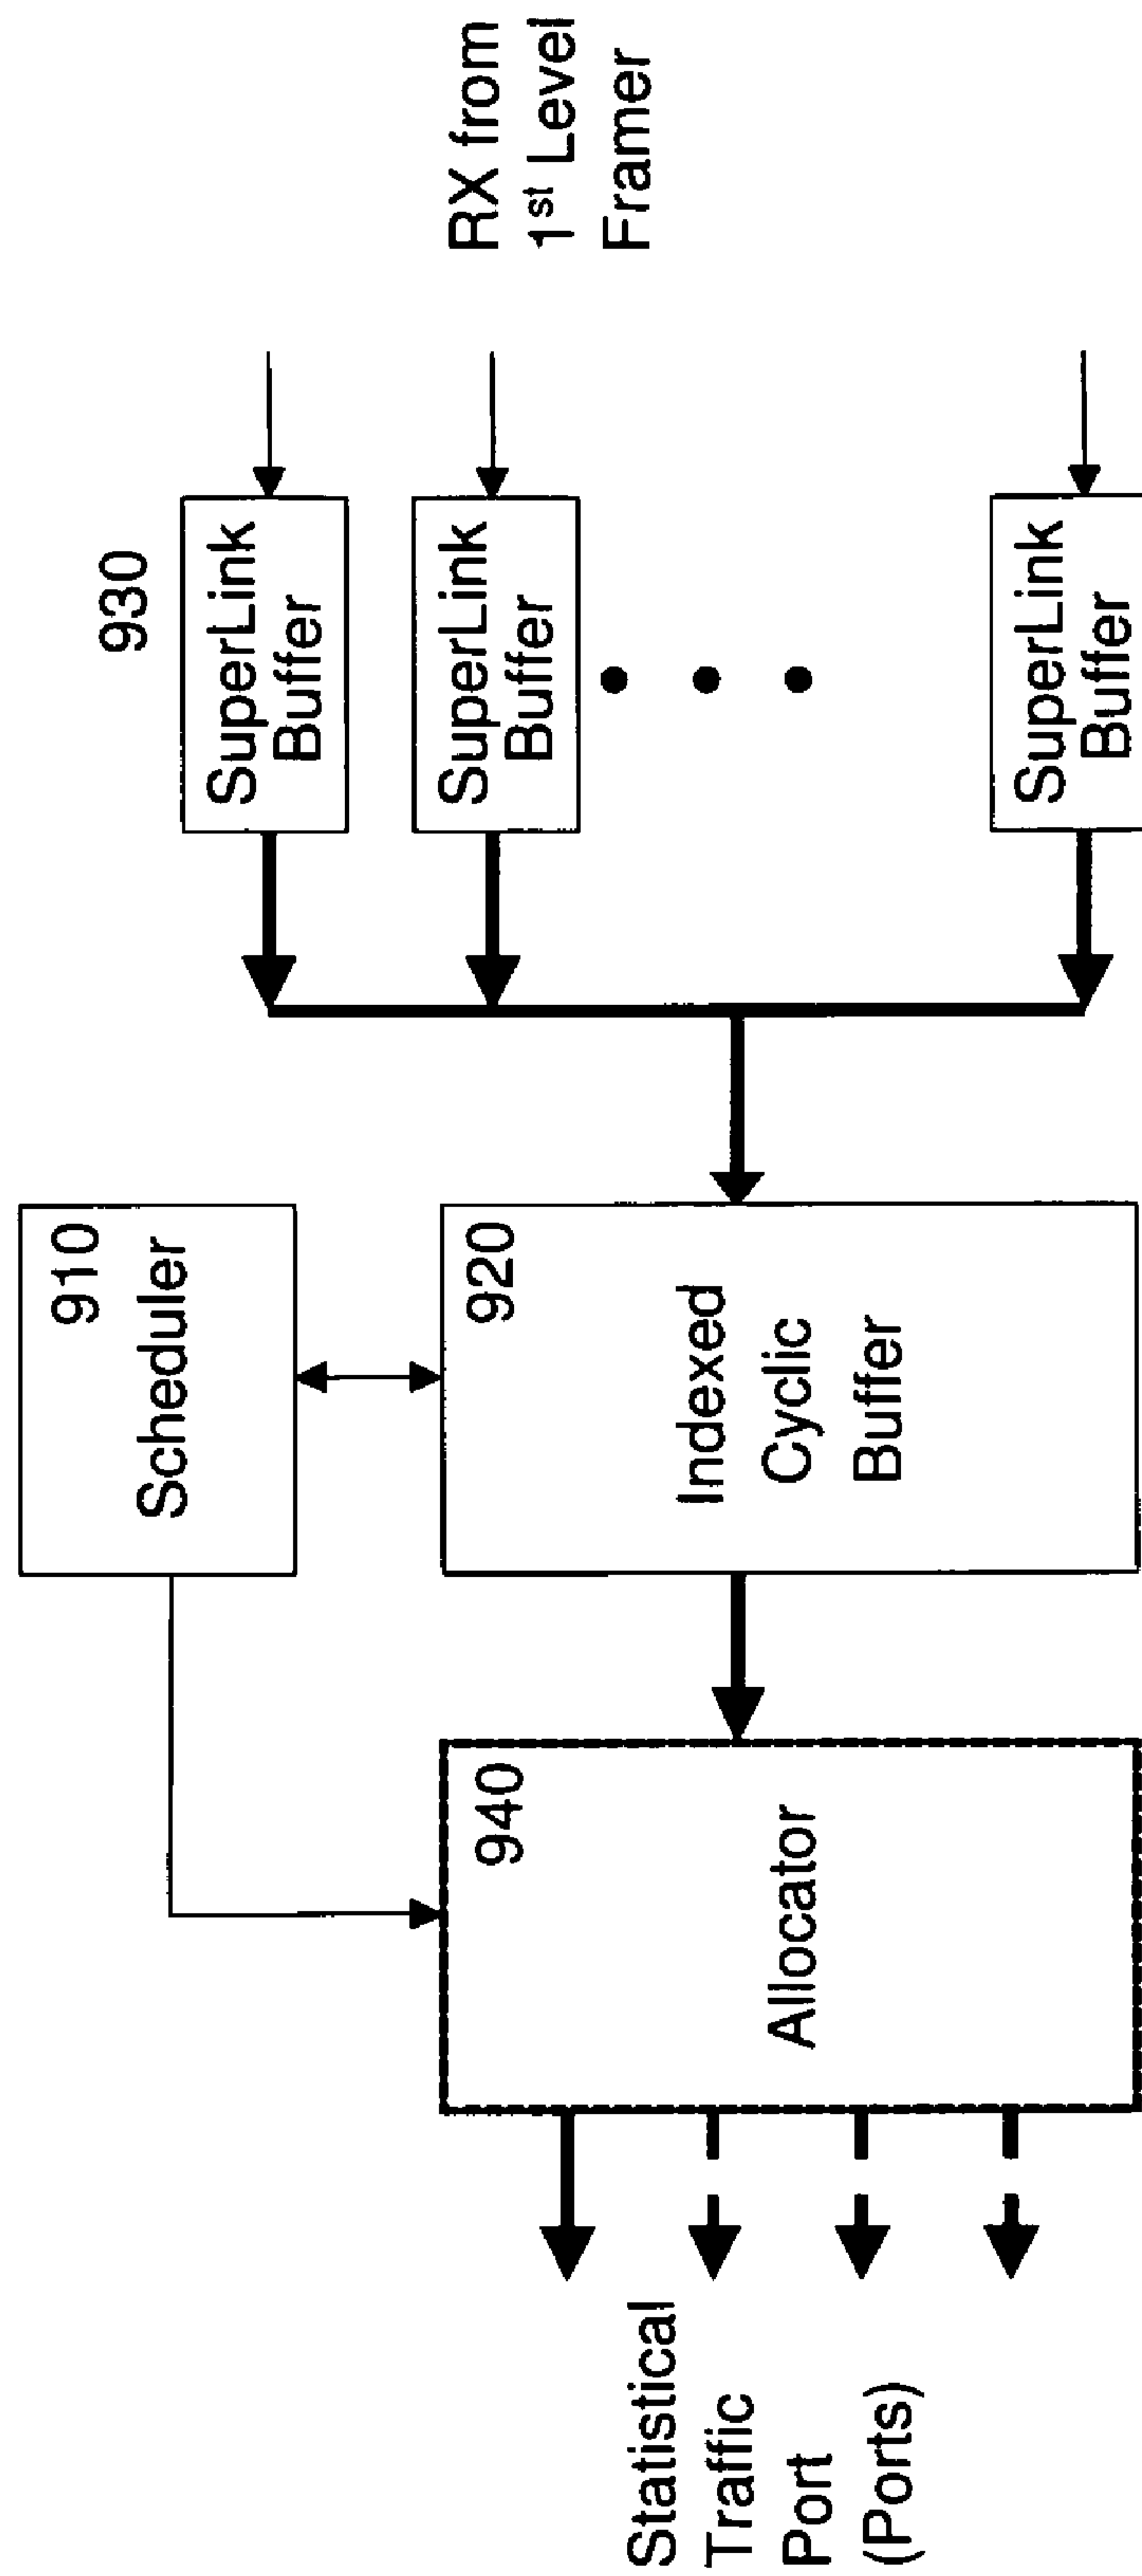 910
Scheduler
940
Allocator
920
Indexed
Cyclic
Buffer
930
SuperLink
Buffer
SuperLink
Buffer
SuperLink
Buffer
RX from
1st Level
Framer
Statistical
Traffic
Port
(Ports)